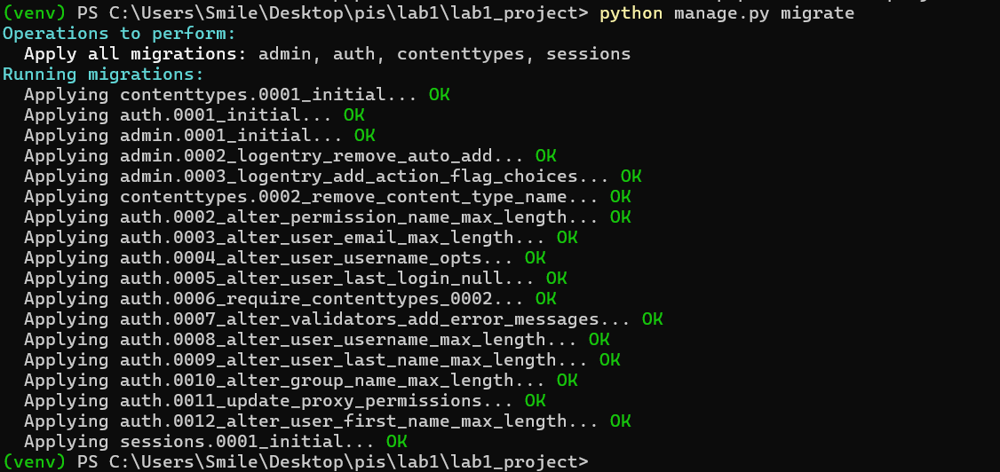 (venv) PS C:\Users\Smile\Desktop\pis\lab1\lab1_project> python manage.py migrate
Operations to perform:
  Apply all migrations: admin, auth, contenttypes, sessions
Running migrations:
  Applying contenttypes.0001_initial... OK
  Applying auth.0001_initial... OK
  Applying admin.0001_initial... OK
  Applying admin.0002_logentry_remove_auto_add... OK
  Applying admin.0003_logentry_add_action_flag_choices... OK
  Applying contenttypes.0002_remove_content_type_name... OK
  Applying auth.0002_alter_permission_name_max_length... OK
  Applying auth.0003_alter_user_email_max_length... OK
  Applying auth.0004_alter_user_username_opts... OK
  Applying auth.0005_alter_user_last_login_null... OK
  Applying auth.0006_require_contenttypes_0002... OK
  Applying auth.0007_alter_validators_add_error_messages... OK
  Applying auth.0008_alter_user_username_max_length... OK
  Applying auth.0009_alter_user_last_name_max_length... OK
  Applying auth.0010_alter_group_name_max_length... OK
  Applying auth.0011_update_proxy_permissions... OK
  Applying auth.0012_alter_user_first_name_max_length... OK
  Applying sessions.0001_initial... OK
(venv) PS C:\Users\Smile\Desktop\pis\lab1\lab1_project>